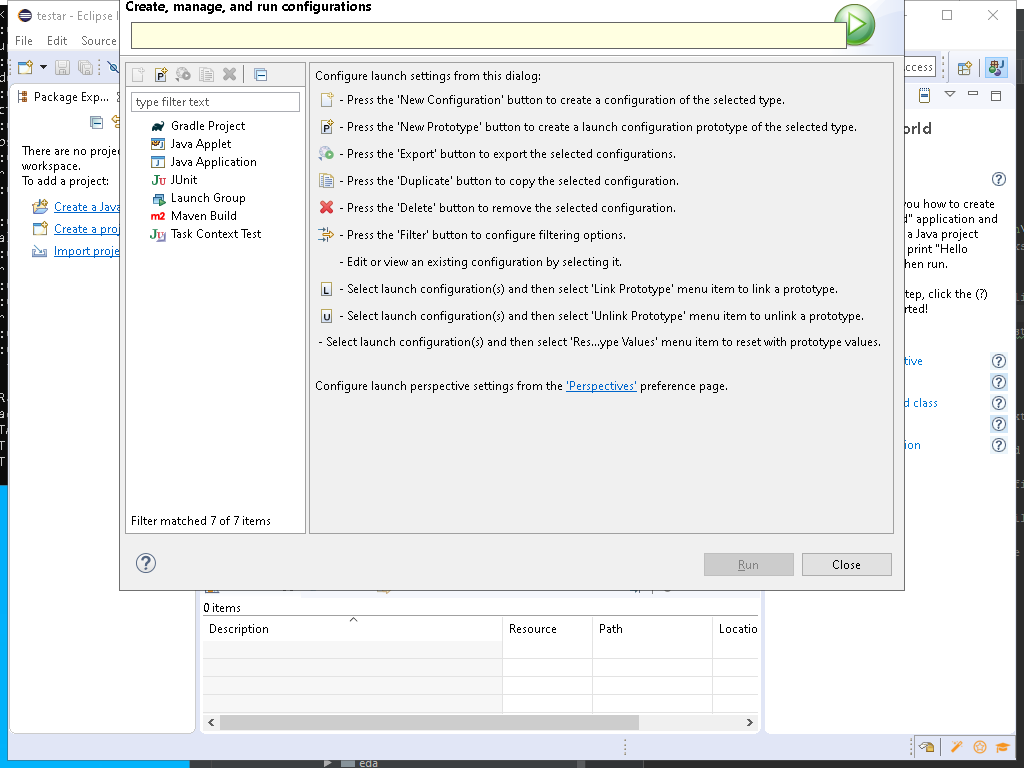 Create, manage, and run configurations
testar - Eclipse I
File Edit Source
ccess
Package Exp...
type filter text
Gradle Project
Java Applet
Java Application
JUnit
Launch Group
Maven Build
Task Context Test
Filter matched 7 of 7 items
Configure launch settings from this dialog:
- Press the 'New Configuration' button to create a configuration of the selected type.
- Press the 'New Prototype' button to create a launch configuration prototype of the selected type.
- Press the 'Export' button to export the selected configurations.
- Press the 'Duplicate' button to copy the selected configuration.
- Press the 'Delete' button to remove the selected configuration.
- Press the 'Filter' button to configure filtering options.
- Edit or view an existing configuration by selecting it.
- Select launch configuration(s) and then select 'Link Prototype' menu item to link a prototype.
- Select launch configuration(s) and then select 'Unlink Prototype' menu item to unlink a prototype.
- Select launch configuration(s) and then select 'Res...ype Values' menu item to reset with prototype values.
Configure launch perspective settings from the 'Perspectives' preference page.
Run Close
There are no proje
workspace.
To add a project:
Create a Java
Create a proj
Import proje
orld
you how to create
d" application and
a Java project
print "Hello
hen run.
tep, click the (?)
rted!
tive
d class
ion
0 items
Description Resource Path Locatio
eda